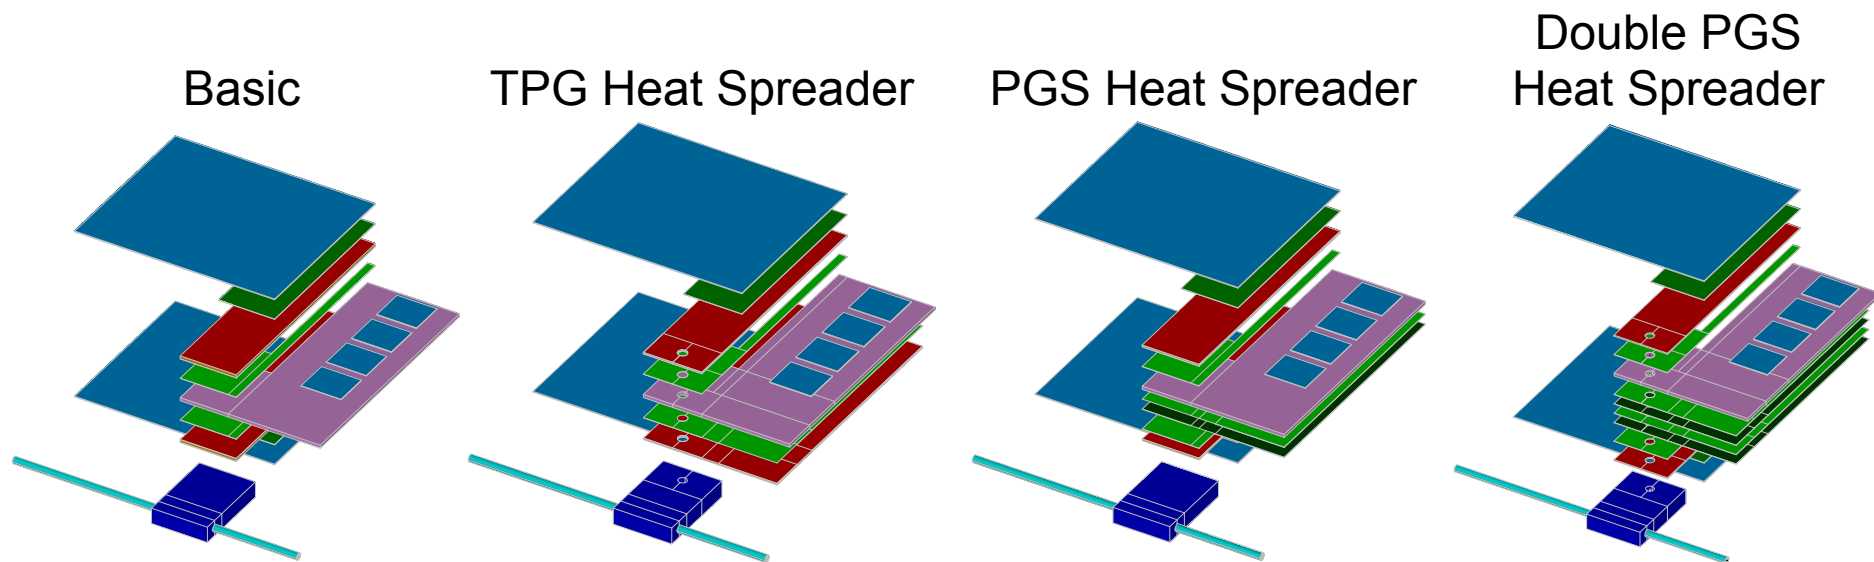 Basic
TPG Heat Spreader
PGS Heat Spreader
Double PGS
Heat Spreader